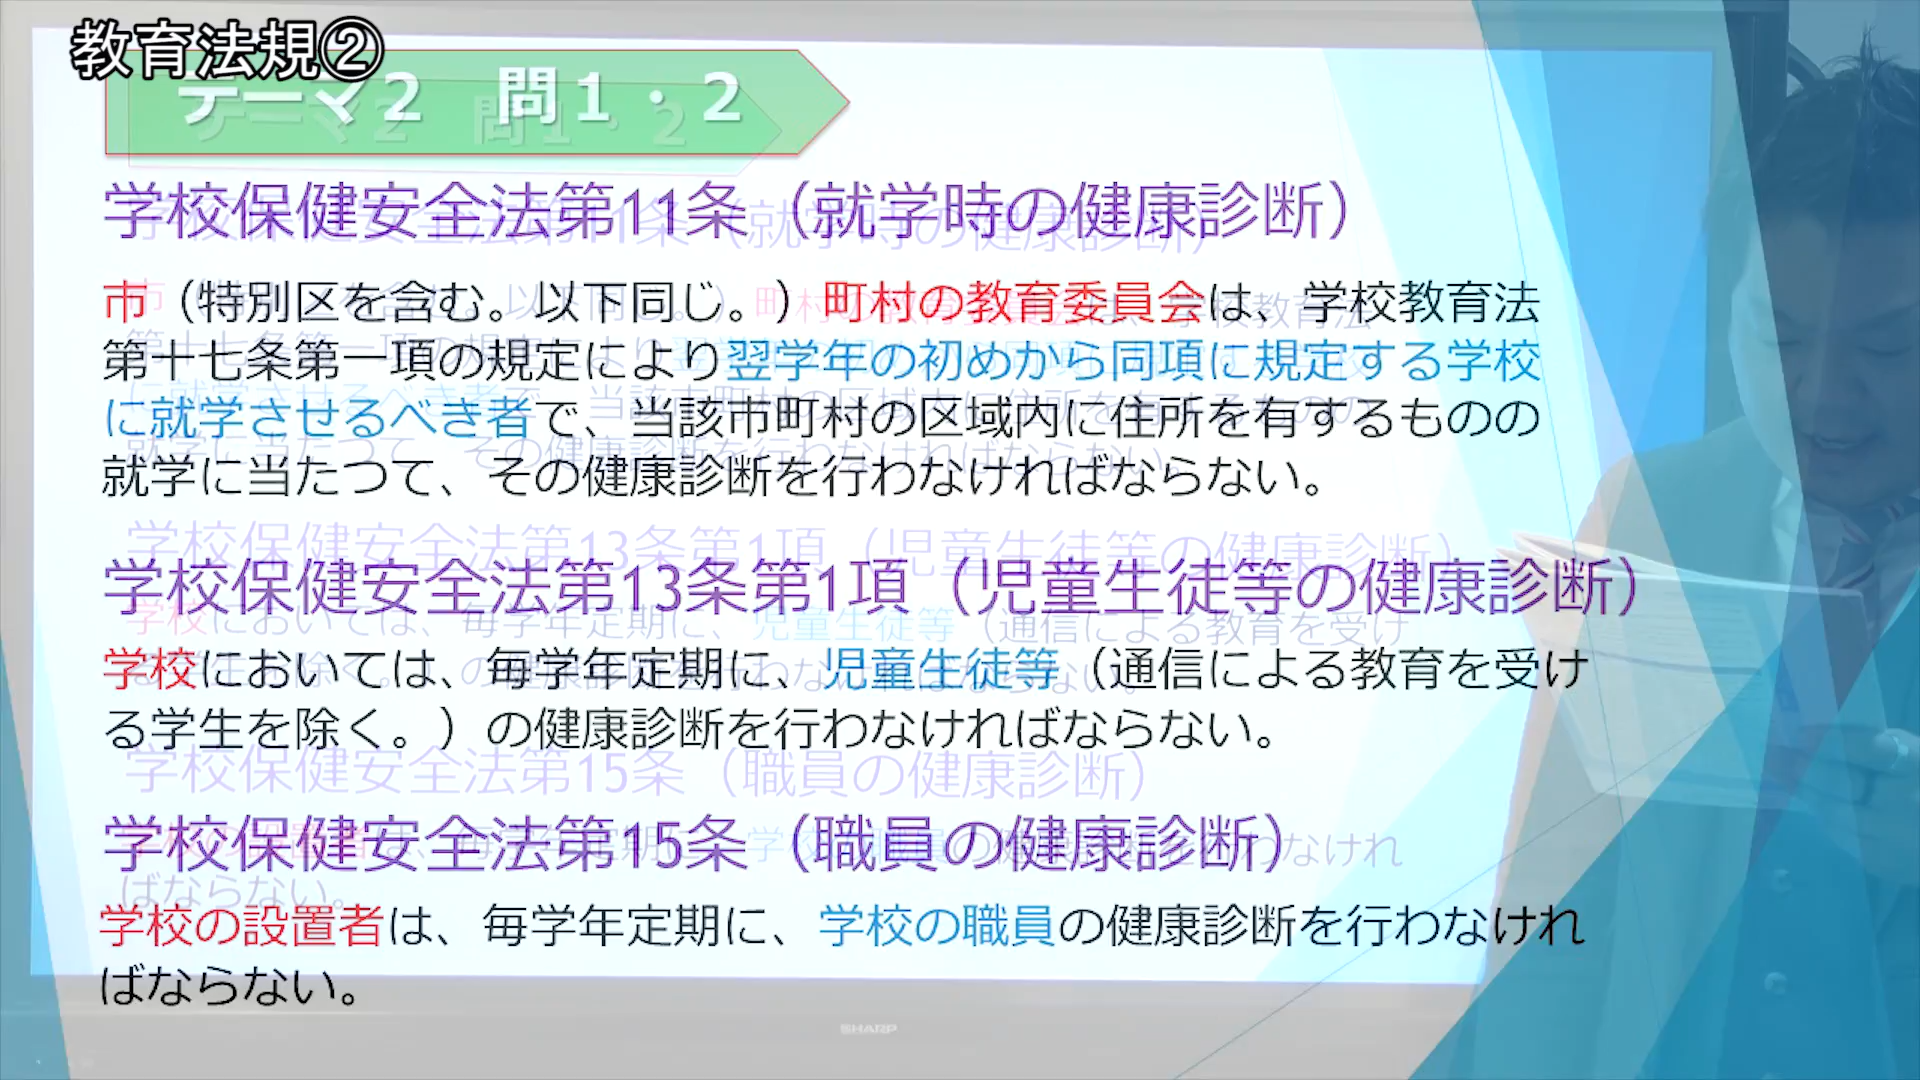 教育法規②
テーマ2　問1・2
学校保健安全法第11条（就学時の健康診断）
市（特別区を含む。以下同じ。）町村の教育委員会は、学校教育法
第十七条第一項の規定により翌学年の初めから同項に規定する学校
に就学させるべき者で、当該市町村の区域内に住所を有するものの
就学に当たつて、その健康診断を行わなければならない。
学校保健安全法第13条第1項（児童生徒等の健康診断）
学校においては、毎学年定期に、児童生徒等（通信による教育を受け
る学生を除く。）の健康診断を行わなければならない。
学校保健安全法第15条（職員の健康診断）
学校の設置者は、毎学年定期に、学校の職員の健康診断を行わなけれ
ばならない。
SHARP